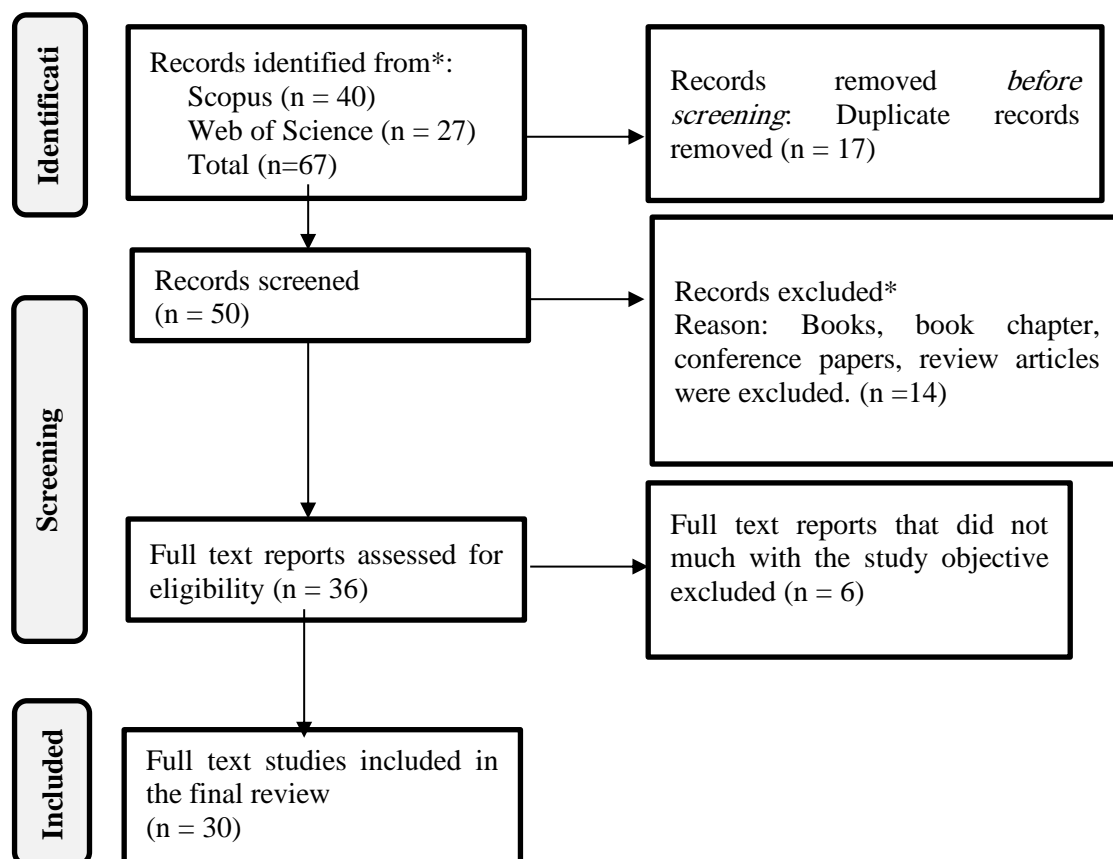 Identificati
Records identified from*:
Scopus (n = 40)
Web of Science (n = 27)
Total (n=67)
Records removed before
screening: Duplicate records
removed (n = 17)
Screening
Records screened
(n = 50)
Records excluded*
Reason: Books, book chapter,
conference papers, review articles
were excluded. (n =14)
Full text reports assessed for
eligibility (n = 36)
Full text reports that did not
much with the study objective
excluded (n = 6)
Included
Full text studies included in
the final review
(n = 30)